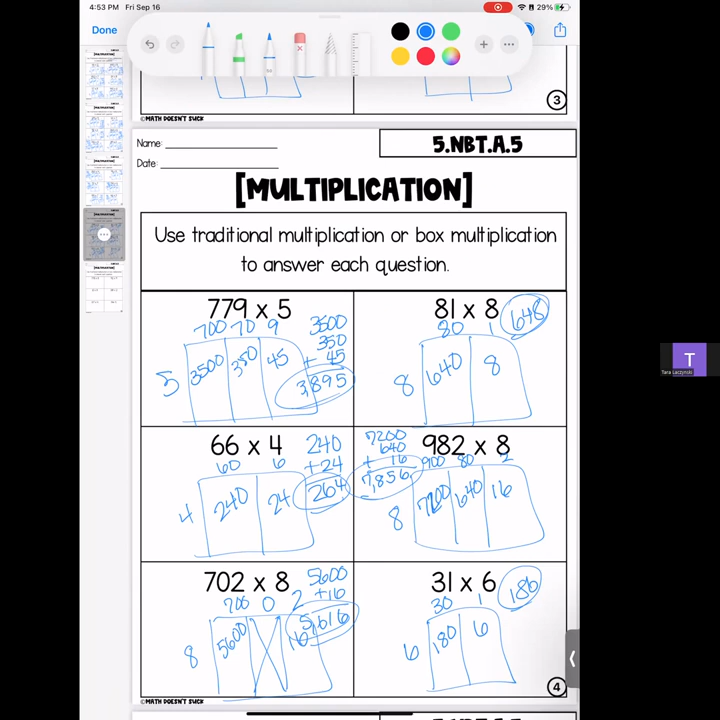 4:53 PM Fri Sep 16
29%
Done
3
©MATH DOESN'T SUCK
Name:
5.NBT.A.5
Date:
[MULTIPLICATION]
Use traditional multiplication or box multiplication
to answer each question.
779 x 5
700 70 9
3500
350
+ 45
3,895
5
3500 350 45
81 x 8
648
80 1
8
640 8
66 x 4
60 6
240
+24
264
4
240 24
982 x 8
900 80 2
7200
640
+ 16
7,856
8
7200 640 16
702 x 8
700 0 2
5600
+16
5,616
8
5600 X 16
31 x 6
186
30 1
6
180 6
4
©MATH DOESN'T SUCK
T
Tara Laczynski